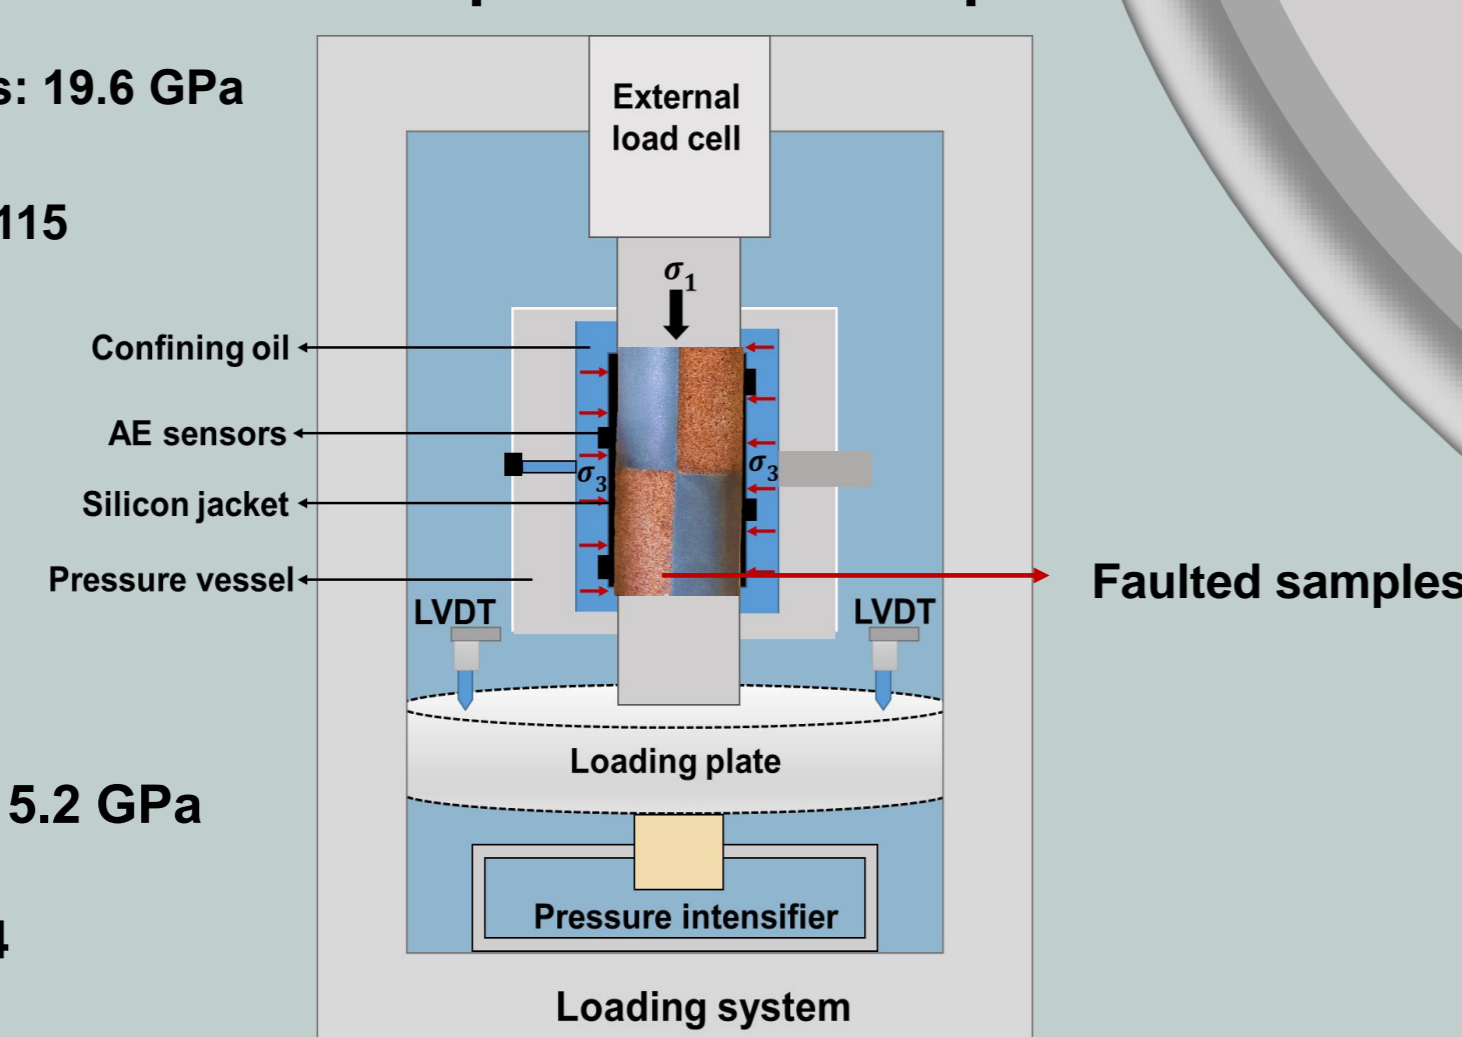 s: 19.6 GPa
External
load cell
115
σ1
Confining oil
AE sensors
σ3
σ3
Silicon jacket
Pressure vessel
Faulted samples
LVDT
LVDT
Loading plate
5.2 GPa
Pressure intensifier
4
Loading system